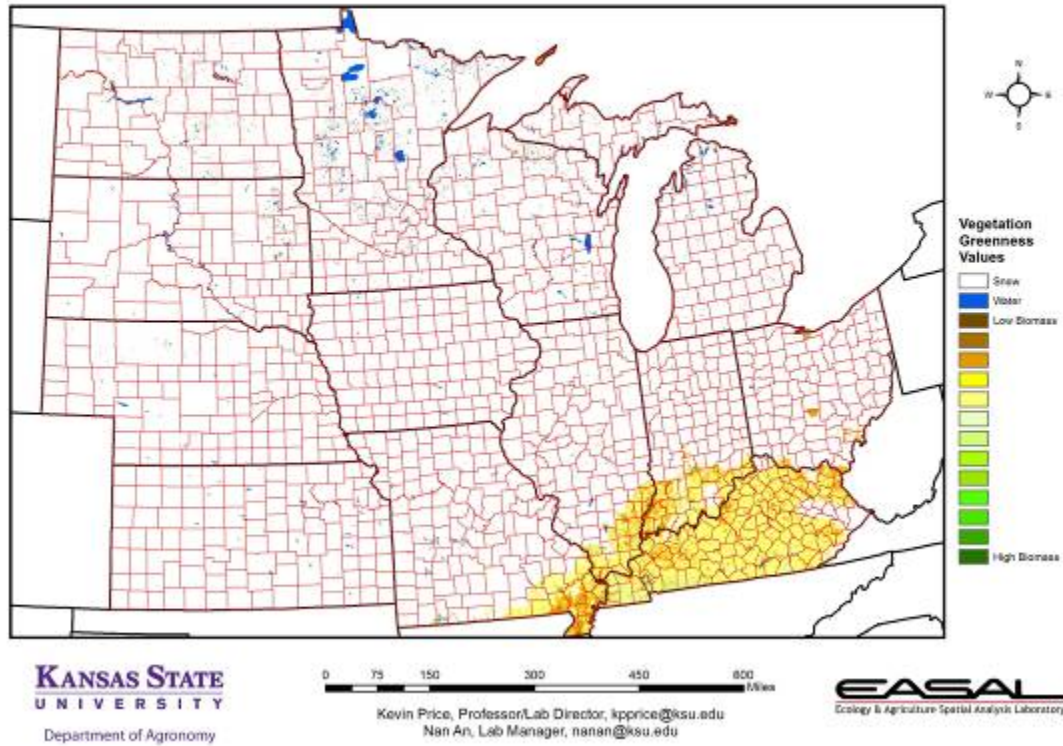 N
W
E
S
Vegetation
Greenness
Values
Snow
Water
Low Biomass
High Biomass
KANSAS STATE
UNIVERSITY
Department of Agronomy
0 75 150 300 450 600
Miles
Kevin Price, Professor/Lab Director, kpprice@ksu.edu
Nan An, Lab Manager, nanan@ksu.edu
EASAL
Ecology & Agriculture Spatial Analysis Laboratory